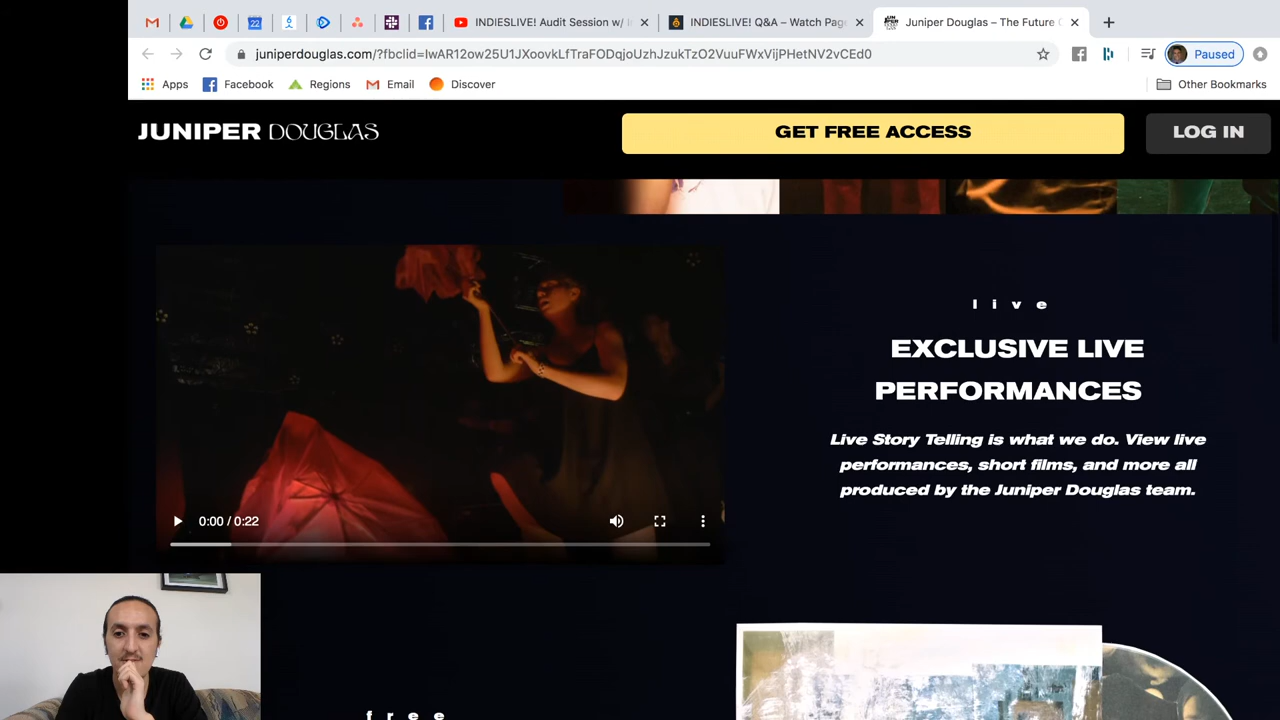 INDIESLIVE! Audit Session w/
INDIESLIVE! Q&A – Watch Page
Juniper Douglas – The Future
juniperdouglas.com/?fbclid=IwAR12ow25U1JXoovkLfTraFODqjoUzhJzukTzO2VuuFWxVijPHetNV2vCEd0
Paused
Apps
Facebook
Regions
Email
Discover
Other Bookmarks
JUNIPER DOUGLAS
GET FREE ACCESS
LOG IN
live
EXCLUSIVE LIVE
PERFORMANCES
Live Story Telling is what we do. View live
performances, short films, and more all
produced by the Juniper Douglas team.
0:00 / 0:22
free